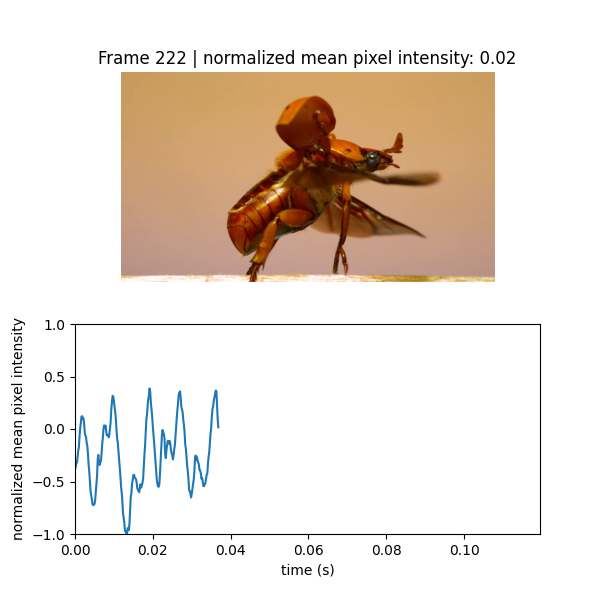 Frame 222 | normalized mean pixel intensity: 0.02
1.0
0.5
0.0
−0.5
−1.0
normalized mean pixel intensity
0.00 0.02 0.04 0.06 0.08 0.10
time (s)